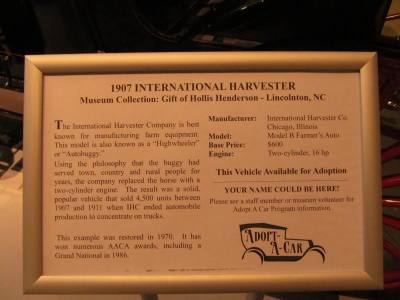 1907 INTERNATIONAL HARVESTER
Museum Collection: Gift of Hollis Henderson - Lincolnton, NC
The International Harvester Company is best
known for manufacturing farm equipment.
This model is also known as a "Highwheeler"
or "Autobuggy."
Using the philosophy that the buggy had
served town, country and rural people for
years, the company replaced the horse with a
two-cylinder engine. The result was a solid,
popular vehicle that sold 4,500 units between
1907 and 1911 when IHC ended automobile
production to concentrate on trucks.
This example was restored in 1970. It has
won numerous AACA awards, including a
Grand National in 1986.
Manufacturer: International Harvester Co.
Chicago, Illinois
Model: Model B Farmer's Auto
Base Price: $600
Engine: Two-cylinder, 16 hp
This Vehicle Available for Adoption
YOUR NAME COULD BE HERE!
Please see a staff member or museum volunteer for
Adopt A Car Program information.
ADOPT-
A-CAR